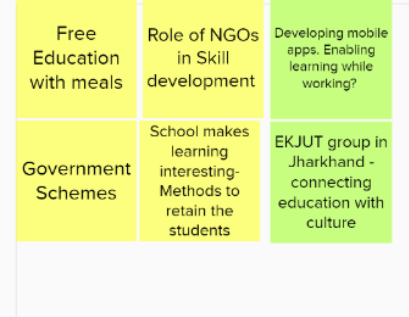 Free
Education
with meals
Role of NGOs
in Skill
development
Developing mobile
apps. Enabling
learning while
working?
Government
Schemes
School makes
learning
interesting-
Methods to
retain the
students
EKJUT group in
Jharkhand -
connecting
education with
culture